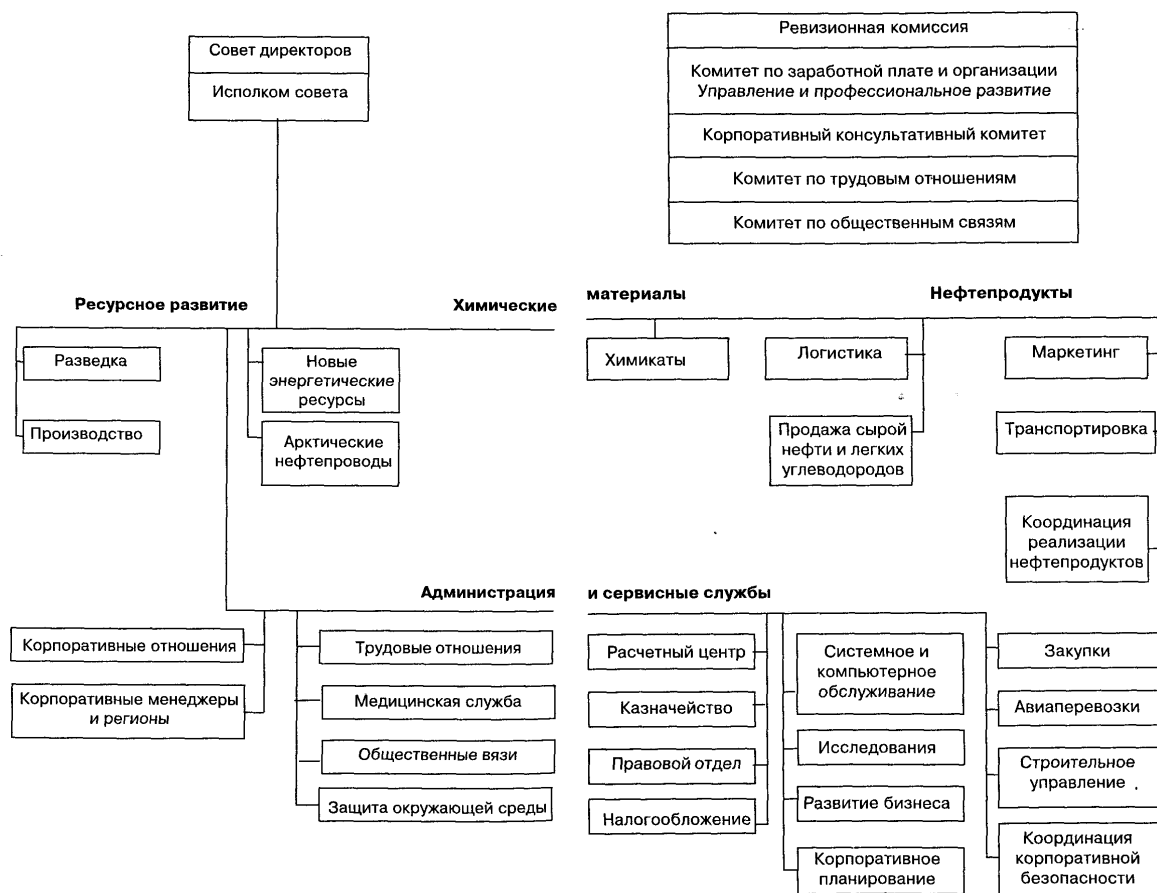 Совет директоров
Исполком совета
Ревизионная комиссия
Комитет по заработной плате и организации
Управление и профессиональное развитие
Корпоративный консультативный комитет
Комитет по трудовым отношениям
Комитет по общественным связям
Ресурсное развитие
Химические
материалы
Нефтепродукты
Разведка
Производство
Новые
энергетические
ресурсы
Арктические
нефтепроводы
Химикаты
Логистика
Продажа сырой
нефти и легких
углеводородов
Маркетинг
Транспортировка
Координация
реализации
нефтепродуктов
Администрация
и сервисные службы
Корпоративные отношения
Корпоративные менеджеры
и регионы
Трудовые отношения
Медицинская служба
Общественные вязи
Защита окружающей среды
Расчетный центр
Казначейство
Правовой отдел
Налогообложение
Системное и
компьютерное
обслуживание
Исследования
Развитие бизнеса
Корпоративное
планирование
Закупки
Авиаперевозки
Строительное
управление
Координация
корпоративной
безопасности